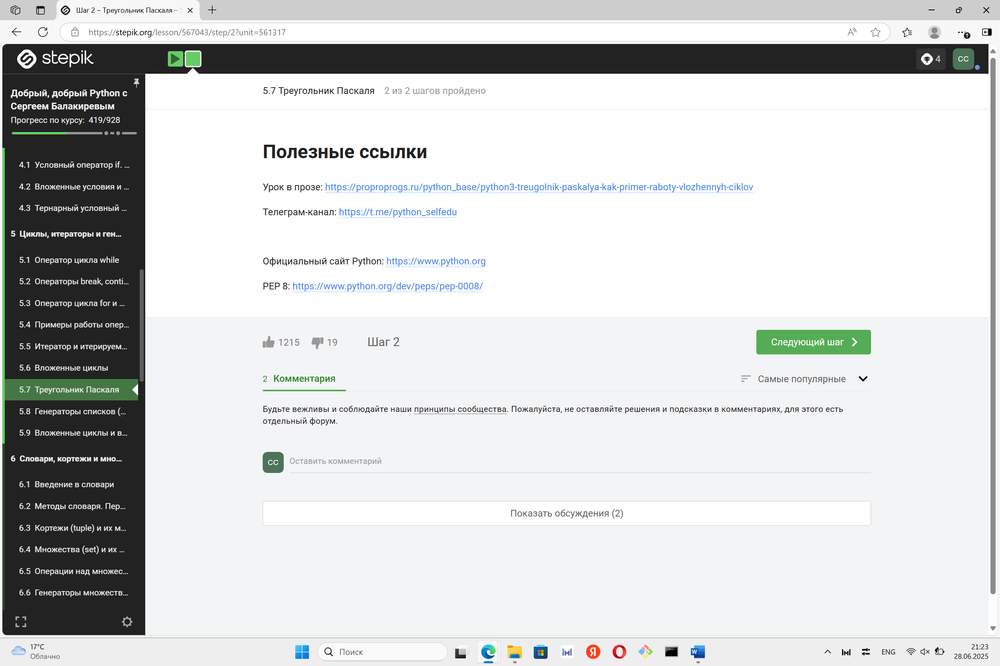 Шаг 2 – Треугольник Паскаля –
https://stepik.org/lesson/567043/step/2?unit=561317
stepik
4
CC
Добрый, добрый Python с
Сергеем Балакиревым
Прогресс по курсу: 419/928
4.1 Условный оператор if. ...
4.2 Вложенные условия и ...
4.3 Тернарный условный ...
5 Циклы, итераторы и ген...
5.1 Оператор цикла while
5.2 Операторы break, conti...
5.3 Оператор цикла for и ...
5.4 Примеры работы опер...
5.5 Итератор и итерируем...
5.6 Вложенные циклы
5.7 Треугольник Паскаля
5.8 Генераторы списков (...
5.9 Вложенные циклы и в...
6 Словари, кортежи и мно...
6.1 Введение в словари
6.2 Методы словаря. Пер...
6.3 Кортежи (tuple) и их м...
6.4 Множества (set) и их ...
6.5 Операции над множес...
6.6 Генераторы множеств...
5.7 Треугольник Паскаля 2 из 2 шагов пройдено
Полезные ссылки
Урок в прозе: https://proproprogs.ru/python_base/python3-treugolnik-paskalya-kak-primer-raboty-vlozhennyh-ciklov
Телеграм-канал: https://t.me/python_selfedu
Официальный сайт Python: https://www.python.org
PEP 8: https://www.python.org/dev/peps/pep-0008/
1215 19 Шаг 2
Следующий шаг
2 Комментария
Самые популярные
Будьте вежливы и соблюдайте наши принципы сообщества. Пожалуйста, не оставляйте решения и подсказки в комментариях, для этого есть
отдельный форум.
CC Оставить комментарий
Показать обсуждения (2)
17°C
Облачно
Поиск
ENG
21:23
28.06.2025